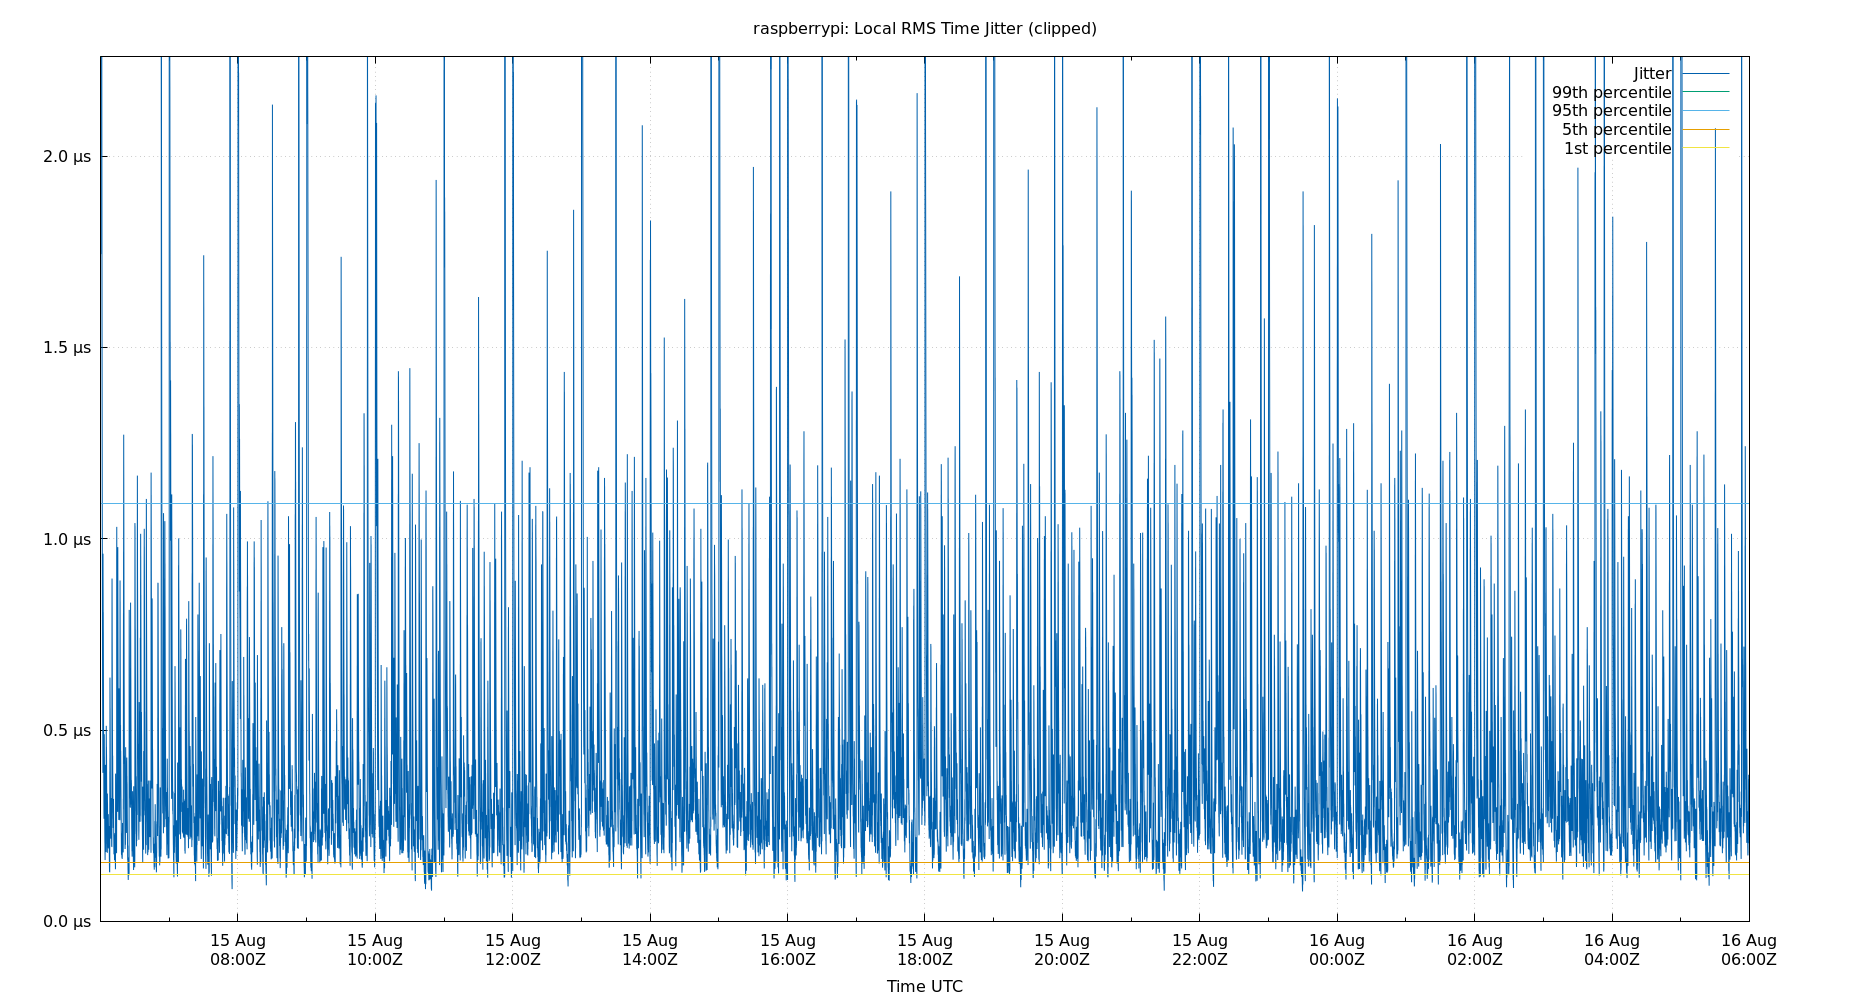 raspberrypi: Local RMS Time Jitter (clipped)
Jitter
99th percentile
95th percentile
5th percentile
1st percentile
2.0 µs
1.5 µs
1.0 µs
0.5 µs
0.0 µs
15 Aug 15 Aug 15 Aug 15 Aug 15 Aug 15 Aug 15 Aug 15 Aug 16 Aug 16 Aug 16 Aug 16 Aug
08:00Z 10:00Z 12:00Z 14:00Z 16:00Z 18:00Z 20:00Z 22:00Z 00:00Z 02:00Z 04:00Z 06:00Z
Time UTC